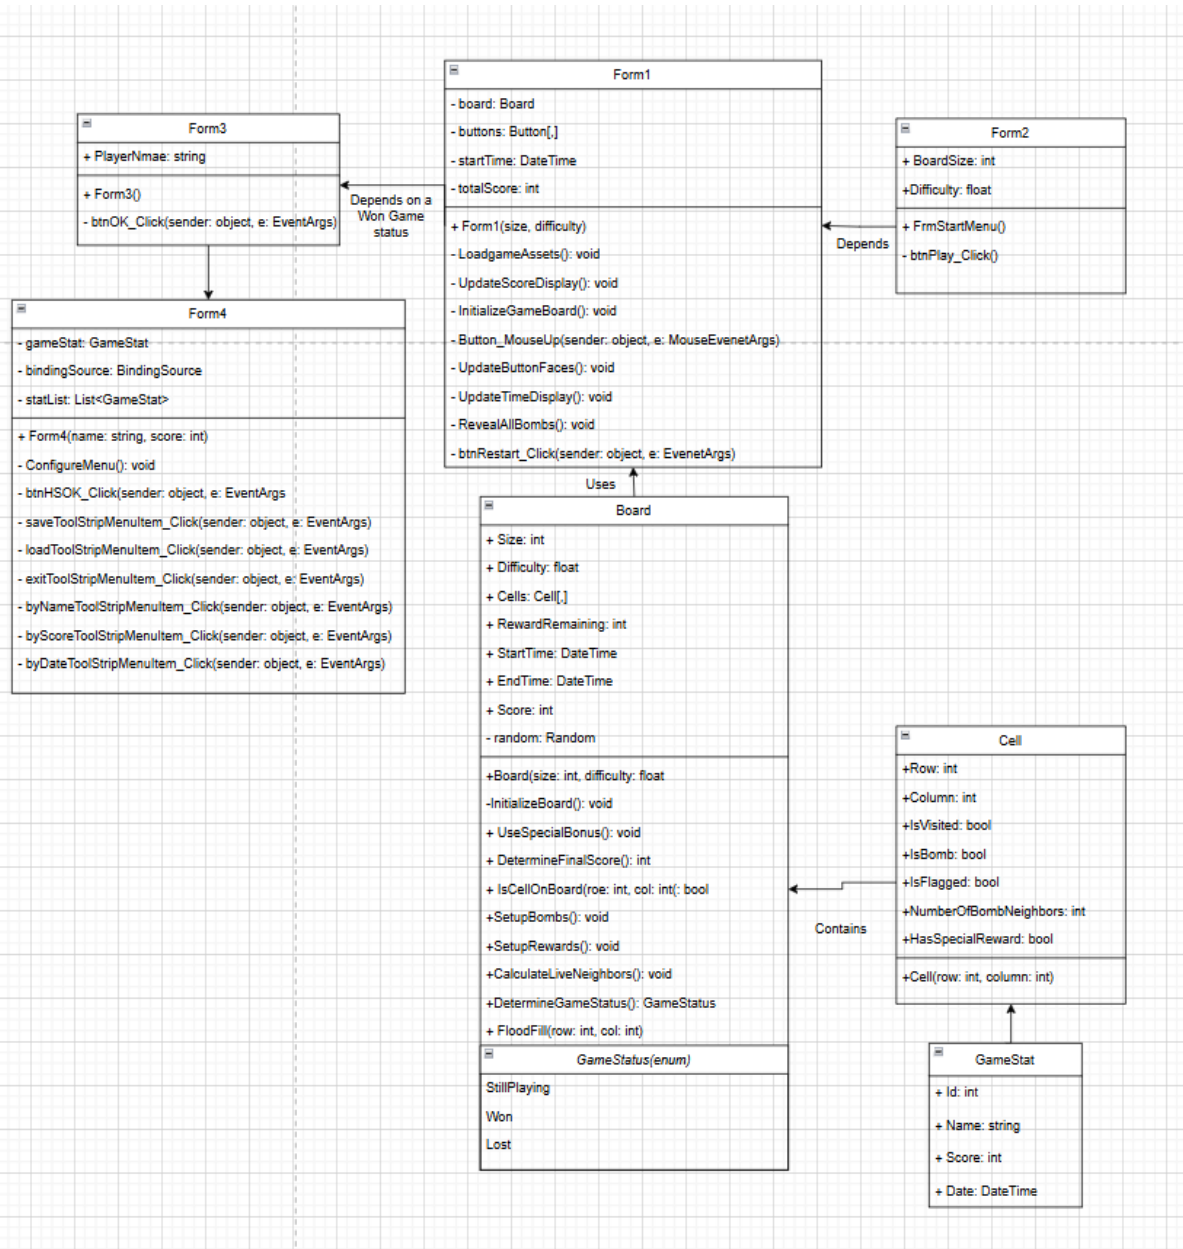 Form1
- board: Board
- buttons: Button[,]
- startTime: DateTime
- totalScore: int
+ Form1(size, difficulty)
- LoadgameAssets(): void
- UpdateScoreDisplay(): void
- InitializeGameBoard(): void
- Button_MouseUp(sender: object, e: MouseEvenetArgs)
- UpdateButtonFaces(): void
- UpdateTimeDisplay(): void
- RevealAllBombs(): void
- btnRestart_Click(sender: object, e: EvenetArgs)
Form3
+ PlayerNmae: string
+ Form3()
- btnOK_Click(sender: object, e: EventArgs)
Depends on a
Won Game
status
Form2
+ BoardSize: int
+Difficulty: float
+ FrmStartMenu()
- btnPlay_Click()
Depends
Form4
- gameStat: GameStat
- bindingSource: BindingSource
- statList: List<GameStat>
+ Form4(name: string, score: int)
- ConfigureMenu(): void
- btnHSOK_Click(sender: object, e: EventArgs
- saveToolStripMenuItem_Click(sender: object, e: EventArgs)
- loadToolStripMenuItem_Click(sender: object, e: EventArgs)
- exitToolStripMenuItem_Click(sender: object, e: EventArgs)
- byNameToolStripMenuItem_Click(sender: object, e: EventArgs)
- byScoreToolStripMenuItem_Click(sender: object, e: EventArgs)
- byDateToolStripMenuItem_Click(sender: object, e: EventArgs)
Uses
Board
+ Size: int
+ Difficulty: float
+ Cells: Cell[,]
+ RewardRemaining: int
+ StartTime: DateTime
+ EndTime: DateTime
+ Score: int
- random: Random
+Board(size: int, difficulty: float
-InitializeBoard(): void
+ UseSpecialBonus(): void
+ DetermineFinalScore(): int
+ IsCellOnBoard(roe: int, col: int(: bool
+SetupBombs(): void
+SetupRewards(): void
+CalculateLiveNeighbors(): void
+DetermineGameStatus(): GameStatus
+ FloodFill(row: int, col: int)
GameStatus(enum)
StillPlaying
Won
Lost
Contains
Cell
+Row: int
+Column: int
+IsVisited: bool
+IsBomb: bool
+IsFlagged: bool
+NumberOfBombNeighbors: int
+HasSpecialReward: bool
+Cell(row: int, column: int)
GameStat
+ Id: int
+ Name: string
+ Score: int
+ Date: DateTime